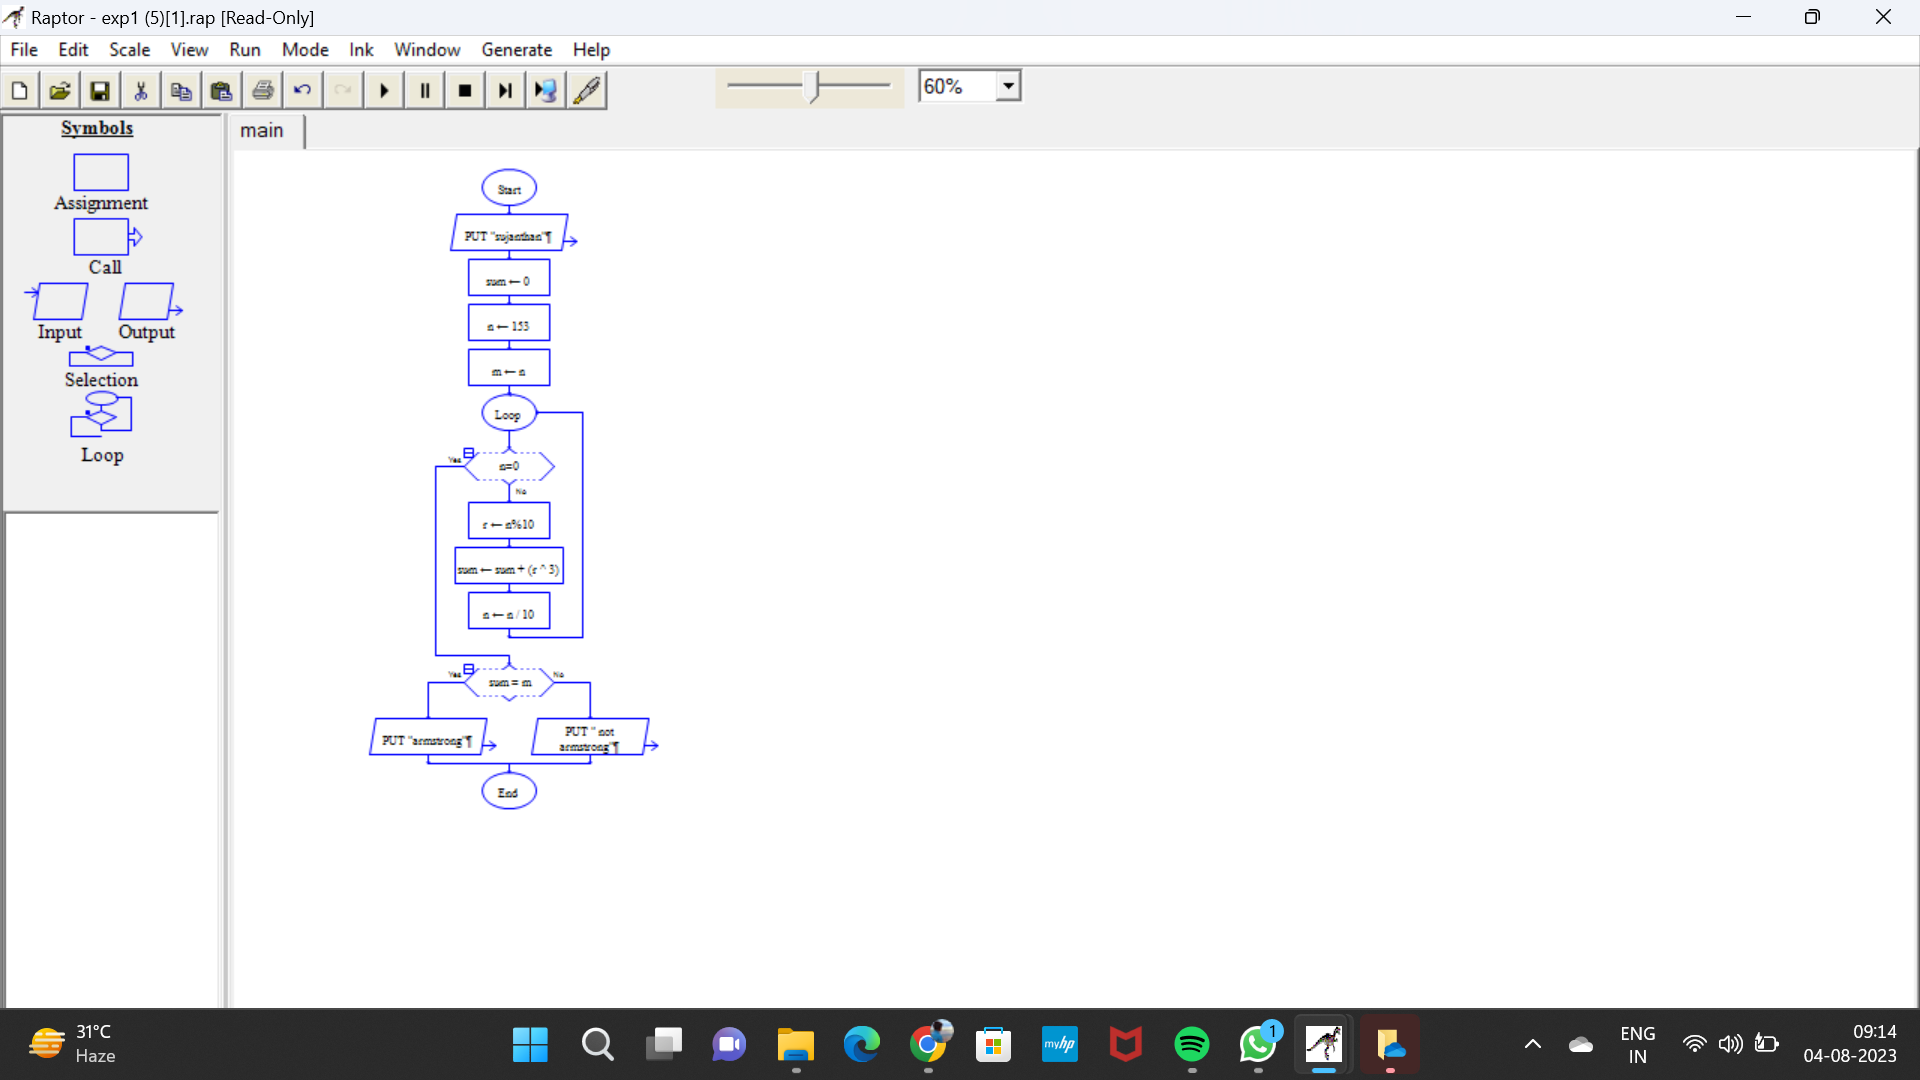 Raptor - exp1 (5)[1].rap [Read-Only]
File Edit Scale View Run Mode Ink Window Generate Help
60%
Symbols
main
Assignment
Call
Input Output
Selection
Loop
Start
PUT "sujanthan"¶
sum ← 0
n ← 153
m ← n
Loop
Yes
n=0
No
r ← n%10
sum ← sum + (r ^ 3)
n ← n / 10
Yes
sum = m
No
PUT "armstrong"¶
PUT " not
armstrong"¶
End
31°C
Haze
myhp
1
ENG
IN
09:14
04-08-2023